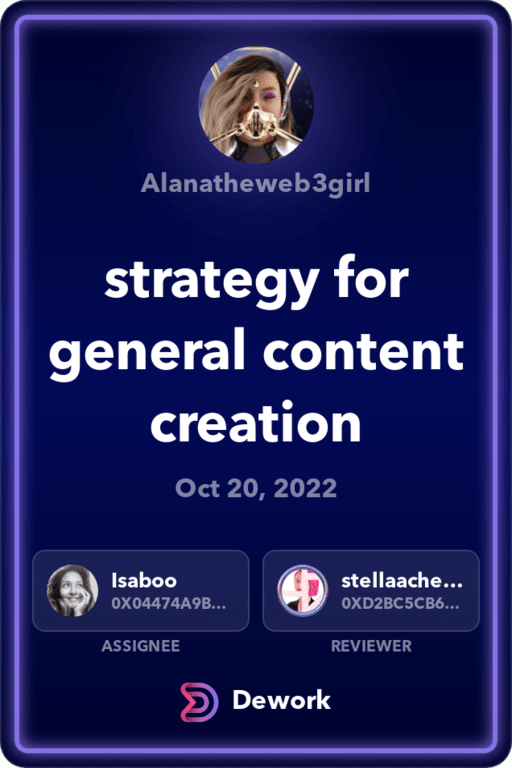 Alanatheweb3girl
strategy for
general content
creation
Oct 20, 2022
Isaboo
0X04474A9B...
ASSIGNEE
stellaache...
0XD2BC5CB6...
REVIEWER
Dework